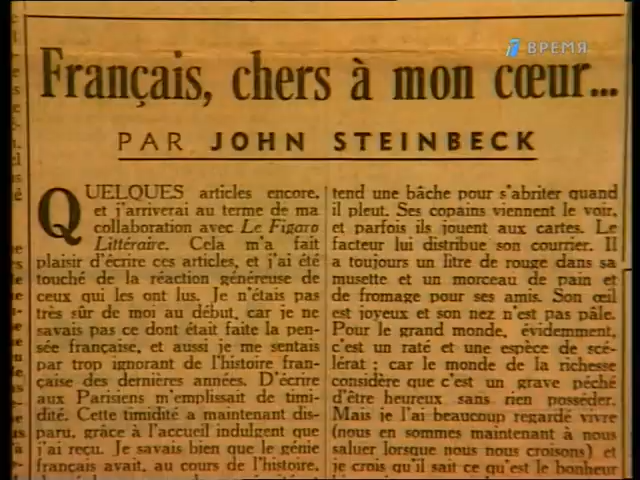 ВРЕМЯ
Français, chers à mon cœur...
PAR JOHN STEINBECK
QUELQUES articles encore,
et j'arriverai au terme de ma
collaboration avec Le Figaro
Littéraire. Cela m'a fait
plaisir d'écrire ces articles, et j'ai été
touché de la réaction généreuse de
ceux qui les ont lus. Je n'étais pas
très sûr de moi au début, car je ne
savais pas ce dont était faite la pen-
sée française, et aussi je me sentais
par trop ignorant de l'histoire fran-
çaise des dernières années. D'écrire
aux Parisiens m'emplissait de timi-
dité. Cette timidité a maintenant dis-
paru, grâce à l'accueil indulgent que
j'ai reçu. Je savais bien que le génie
français avait, au cours de l'histoire,
tend une bâche pour s'abriter quand
il pleut. Ses copains viennent le voir,
et parfois ils jouent aux cartes. Le
facteur lui distribue son courrier. Il
a toujours un litre de rouge dans sa
musette et un morceau de pain et
de fromage pour ses amis. Son œil
est joyeux et son nez n'est pas pâle.
Pour le grand monde, évidemment,
c'est un raté et une espèce de scé-
lérat ; car le monde de la richesse
considère que c'est un grave péché
d'être heureux sans rien posséder.
Mais je l'ai beaucoup regardé vivre
(nous en sommes maintenant à nous
saluer lorsque nous nous croisons) et
je crois qu'il sait ce qu'est le bonheur